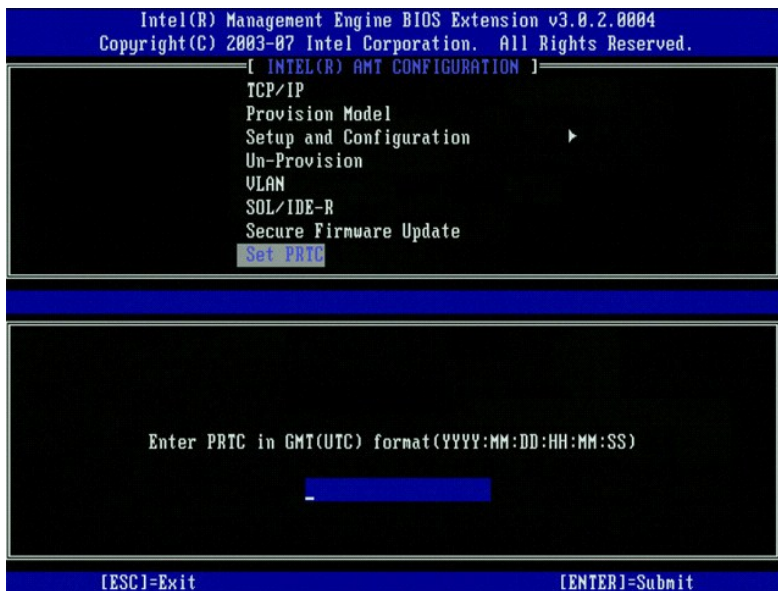 Intel(R) Management Engine BIOS Extension v3.0.2.0004
Copyright(C) 2003-07 Intel Corporation. All Rights Reserved.
[ INTEL(R) AMT CONFIGURATION ]
TCP/IP
Provision Model
Setup and Configuration
Un-Provision
VLAN
SOL/IDE-R
Secure Firmware Update
Set PRTC
Enter PRTC in GMT(UTC) format(YYYY:MM:DD:HH:MM:SS)
[ESC]=Exit
[ENTER]=Submit